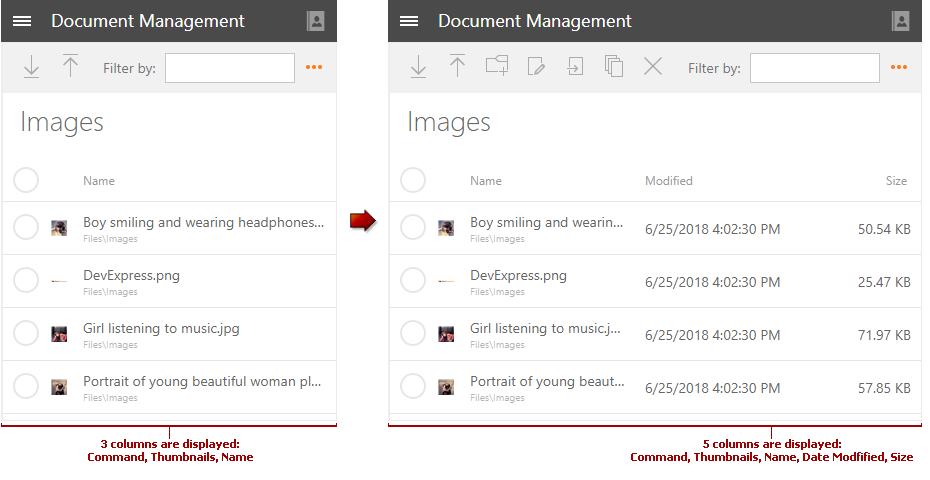 Document Management
Filter by:
Images
Name
Boy smiling and wearing headphones...
Files\Images
DevExpress.png
Files\Images
Girl listening to music.jpg
Files\Images
Portrait of young beautiful woman pl...
Files\Images
3 columns are displayed:
Command, Thumbnails, Name
Document Management
Filter by:
Images
Name Modified Size
Boy smiling and wearin... 6/25/2018 4:02:30 PM 50.54 KB
Files\Images
DevExpress.png 6/25/2018 4:02:30 PM 25.47 KB
Files\Images
Girl listening to music.j... 6/25/2018 4:02:30 PM 71.97 KB
Files\Images
Portrait of young beaut... 6/25/2018 4:02:30 PM 57.85 KB
Files\Images
5 columns are displayed:
Command, Thumbnails, Name, Date Modfified, Size